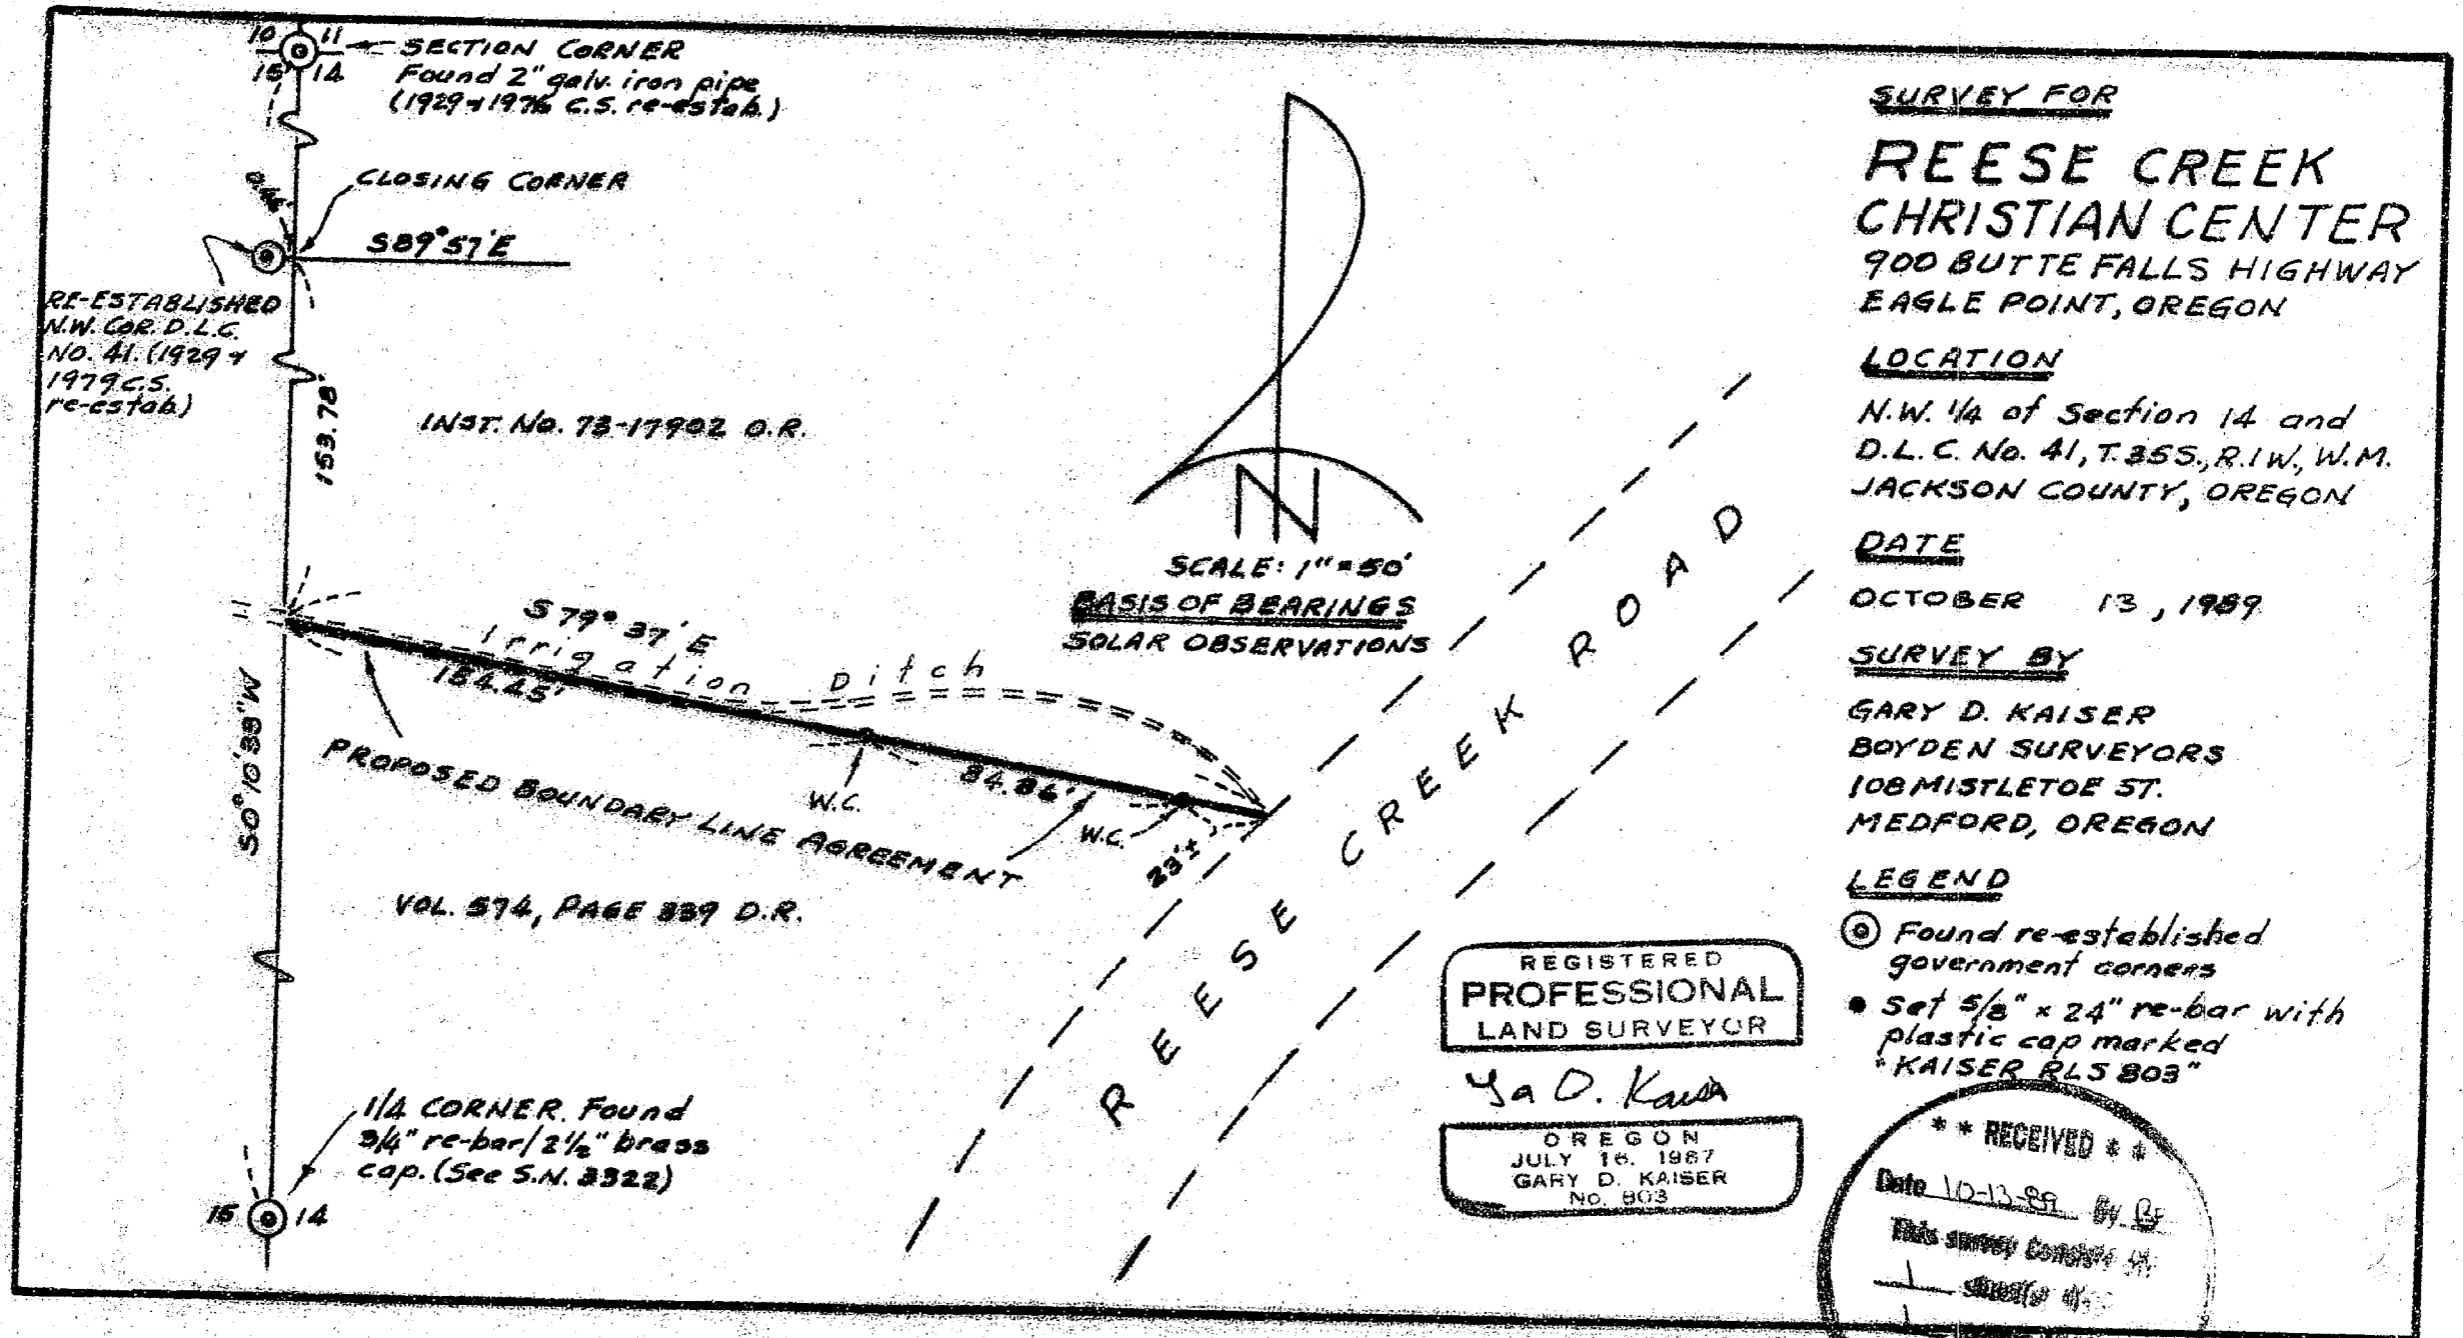 10 11
15 14
SECTION CORNER
Found 2" galv. iron pipe
(1929 & 1976 C.S. re-estab.)
CLOSING CORNER
S89°57'E
RE-ESTABLISHED
N.W. COR. D.L.C.
NO. 41. (1929 &
1979 C.S.
re-estab.)
153.78'
INST. No. 73-17902 O.R.
N
SCALE: 1" = 50'
BASIS OF BEARINGS
SOLAR OBSERVATIONS
S 79° 37' E
Irrigation Ditch
184.45'
PROPOSED BOUNDARY LINE AGREEMENT
W.C.
84.86'
W.C.
23'±
S0°10'38"W
VOL. 574, PAGE 339 D.R.
REESE CREEK ROAD
1/4 CORNER. Found
3/4" re-bar/2½" brass
cap. (See S.N. 3322)
15 14
SURVEY FOR
REESE CREEK
CHRISTIAN CENTER
900 BUTTE FALLS HIGHWAY
EAGLE POINT, OREGON
LOCATION
N.W. 1/4 of Section 14 and
D.L.C. No. 41, T.35S., R.1W., W.M.
JACKSON COUNTY, OREGON
DATE
OCTOBER 13, 1989
SURVEY BY
GARY D. KAISER
BOYDEN SURVEYORS
108 MISTLETOE ST.
MEDFORD, OREGON
LEGEND
Found re-established
government corners
Set 5/8" x 24" re-bar with
plastic cap marked
"KAISER RLS 803"
REGISTERED
PROFESSIONAL
LAND SURVEYOR
OREGON
JULY 16, 1967
GARY D. KAISER
No. 803
* * RECEIVED * *
Date 10-13-89 By
This survey consists of:
1 sheet(s)
1